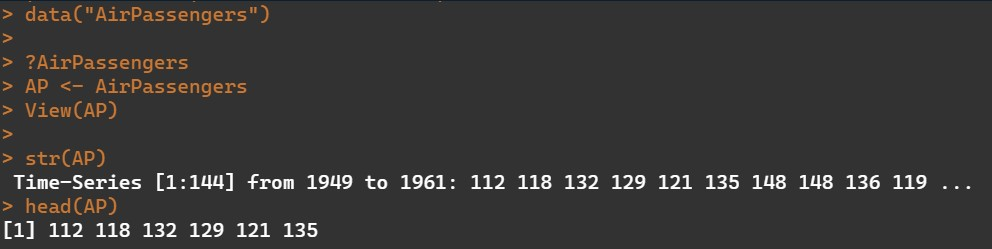 > data("AirPassengers")
>
> ?AirPassengers
> AP <- AirPassengers
> View(AP)
>
> str(AP)
 Time-Series [1:144] from 1949 to 1961: 112 118 132 129 121 135 148 148 136 119 ...
> head(AP)
[1] 112 118 132 129 121 135